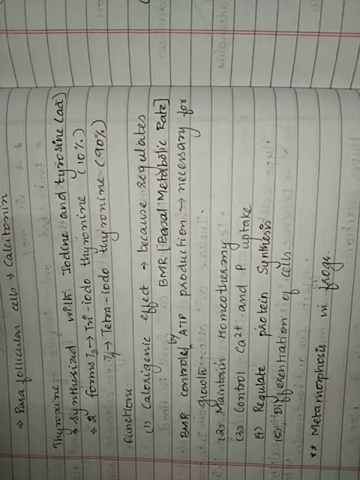 ⇒ Para follicular cells → Calcitonin
Thyroxine
→ Synthesized with Iodine and tyrosine (aa)
→ 2 forms T3 → Tri-iodo thyronine (10%)
T4 → Tetra-iodo thyronine (90%)
Functions
(1) Calorigenic effect → because regulates
BMR [Basal Metabolic Rate]
BMR controls by ATP production → necessary for
growth
(2) Maintain Homeothermy
(3) Control Ca2+ and P uptake
(4) Regulate protein Synthesis
(5) Differentiation of cells
** Metamorphosis in frogs